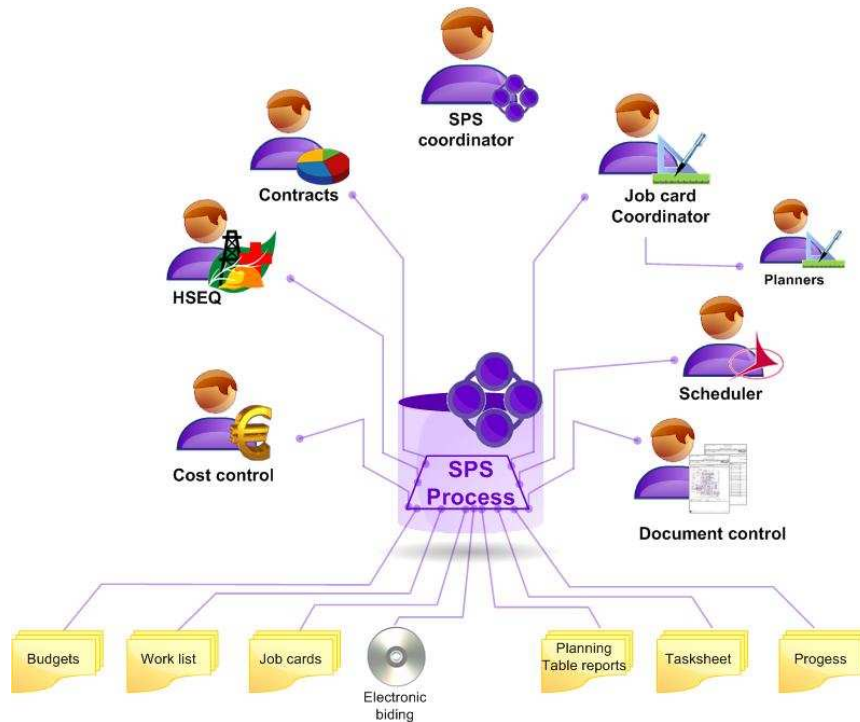 SPS
coordinator
Contracts
Job card
Coordinator
HSEQ
Planners
Scheduler
Cost control
SPS
Process
Document control
Budgets
Work list
Job cards
Electronic
biding
Planning
Table reports
Tasksheet
Progess